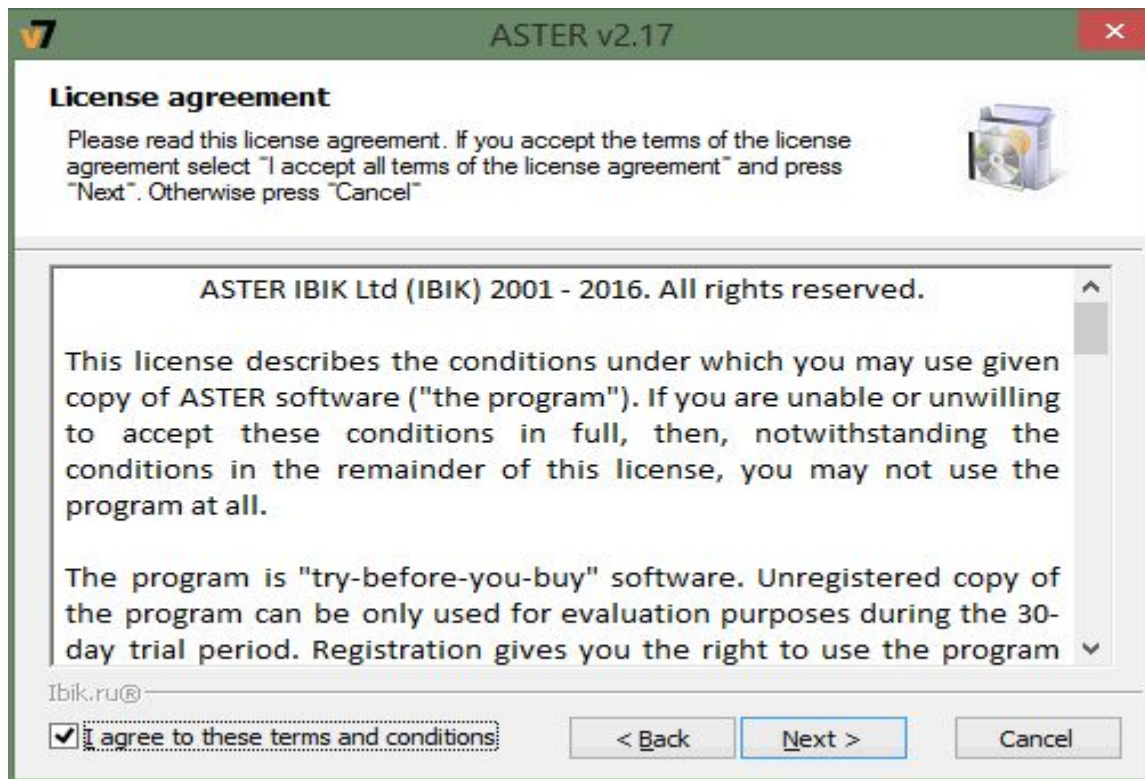 v7
ASTER v2.17
License agreement
Please read this license agreement. If you accept the terms of the license
agreement select "I accept all terms of the license agreement" and press
"Next". Otherwise press "Cancel"
ASTER IBIK Ltd (IBIK) 2001 - 2016. All rights reserved.
This license describes the conditions under which you may use given
copy of ASTER software ("the program"). If you are unable or unwilling
to accept these conditions in full, then, notwithstanding the
conditions in the remainder of this license, you may not use the
program at all.
The program is "try-before-you-buy" software. Unregistered copy of
the program can be only used for evaluation purposes during the 30-
day trial period. Registration gives you the right to use the program
Ibik.ru®
I agree to these terms and conditions
< Back
Next >
Cancel